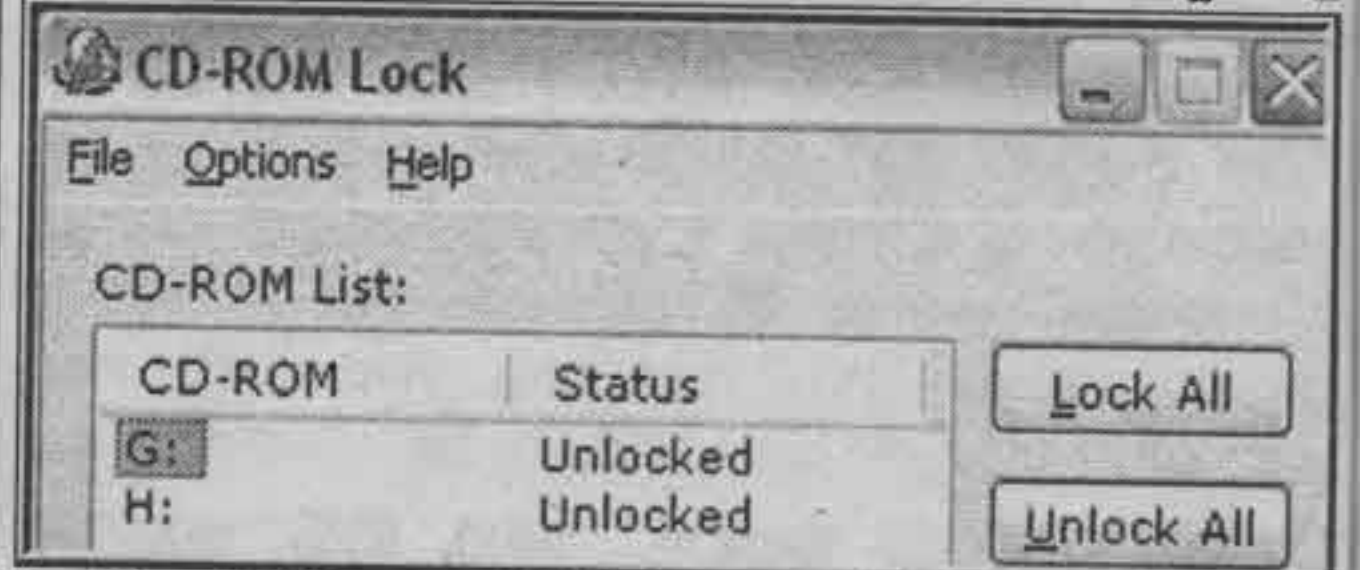 CD-ROM Lock
File Options Help
CD-ROM List:
CD-ROM Status
G: Unlocked
H: Unlocked
Lock All
Unlock All